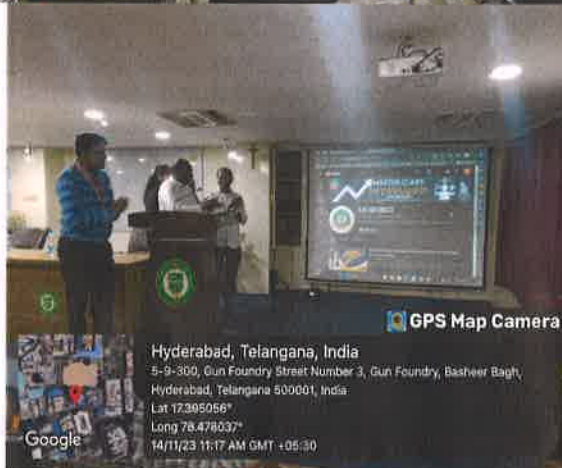 GPS Map Camera
Hyderabad, Telangana, India
5-9-300, Gun Foundry Street Number 3, Gun Foundry, Basheer Bagh,
Hyderabad, Telangana 500001, India
Lat 17.395056°
Long 78.478037°
14/11/23 11:17 AM GMT +05:30
Google